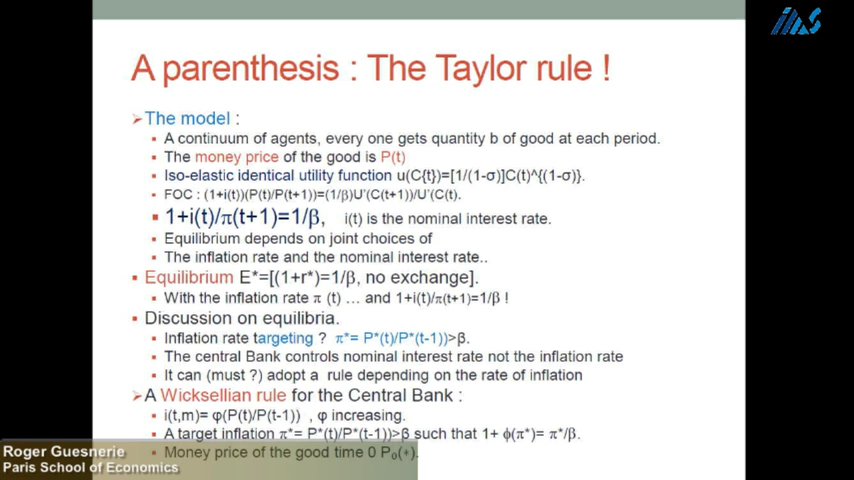 IAS
A parenthesis : The Taylor rule !
The model :
A continuum of agents, every one gets quantity b of good at each period.
The money price of the good is P(t)
Iso-elastic identical utility function u(C{t})=[1/(1-σ)]C(t)^{(1-σ)}.
FOC : (1+i(t))(P(t)/P(t+1))=(1/β)U'(C(t+1))/U'(C(t).
1+i(t)/π(t+1)=1/β, i(t) is the nominal interest rate.
Equilibrium depends on joint choices of
The inflation rate and the nominal interest rate..
Equilibrium E*=[(1+r*)=1/β, no exchange].
With the inflation rate π (t) … and 1+i(t)/π(t+1)=1/β !
Discussion on equilibria.
Inflation rate targeting ? π*= P*(t)/P*(t-1))>β.
The central Bank controls nominal interest rate not the inflation rate
It can (must ?) adopt a rule depending on the rate of inflation
A Wicksellian rule for the Central Bank :
i(t,m)= φ(P(t)/P(t-1)) , φ increasing.
A target inflation π*= P*(t)/P*(t-1))>β such that 1+ ϕ(π*)= π*/β.
Money price of the good time 0 P₀(*).
Roger Guesnerie
Paris School of Economics